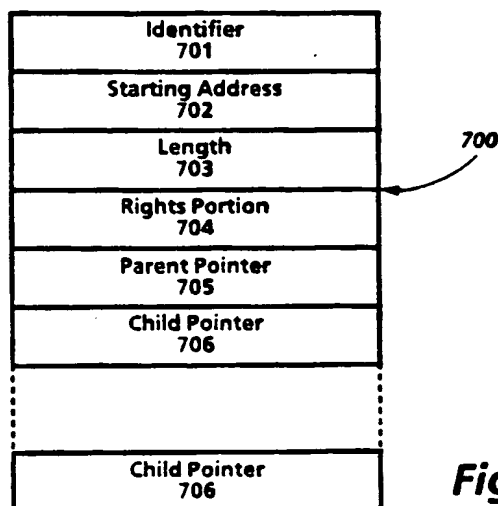 Identifier
701
Starting Address
702
Length
703
700
Rights Portion
704
Parent Pointer
705
Child Pointer
706
Child Pointer
706
Fig